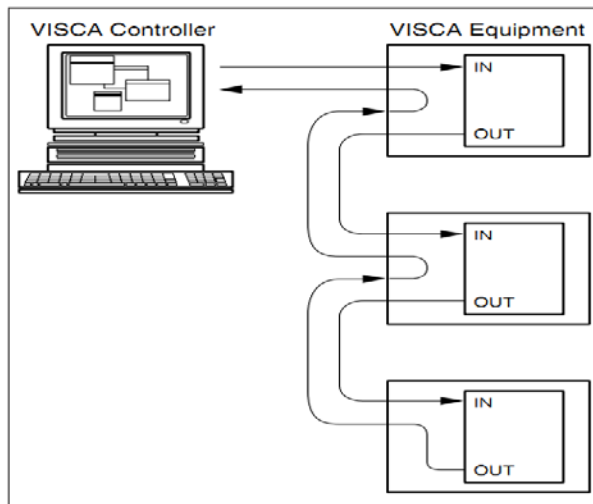 VISCA Controller
VISCA Equipment
IN
OUT
IN
OUT
IN
OUT